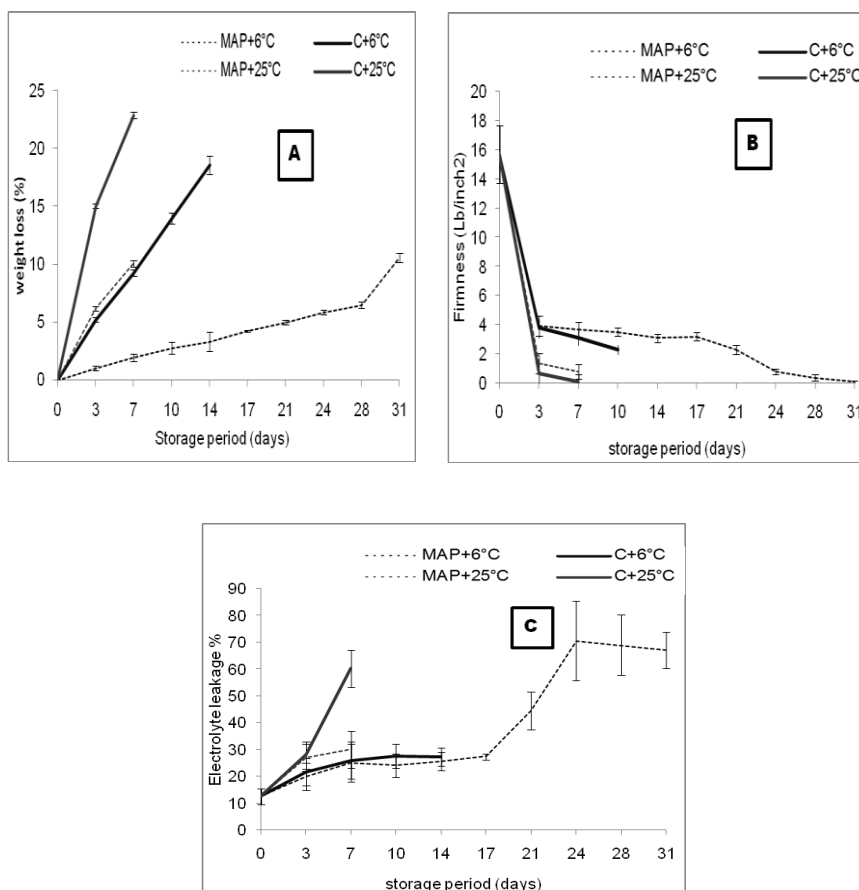 MAP+6°C C+6°C
MAP+25°C C+25°C
25
20
15
10
5
0
weight loss (%)
A
0 3 7 10 14 17 21 24 28 31
Storage period (days)
MAP+6°C C+6°C
MAP+25°C C+25°C
20
18
16
14
12
10
8
6
4
2
0
Firmness (Lb/inch2)
B
0 3 7 10 14 17 21 24 28 31
storage period (days)
MAP+6°C C+6°C
MAP+25°C C+25°C
90
80
70
60
50
40
30
20
10
0
Electrolyte leakage %
C
0 3 7 10 14 17 21 24 28 31
storage period (days)